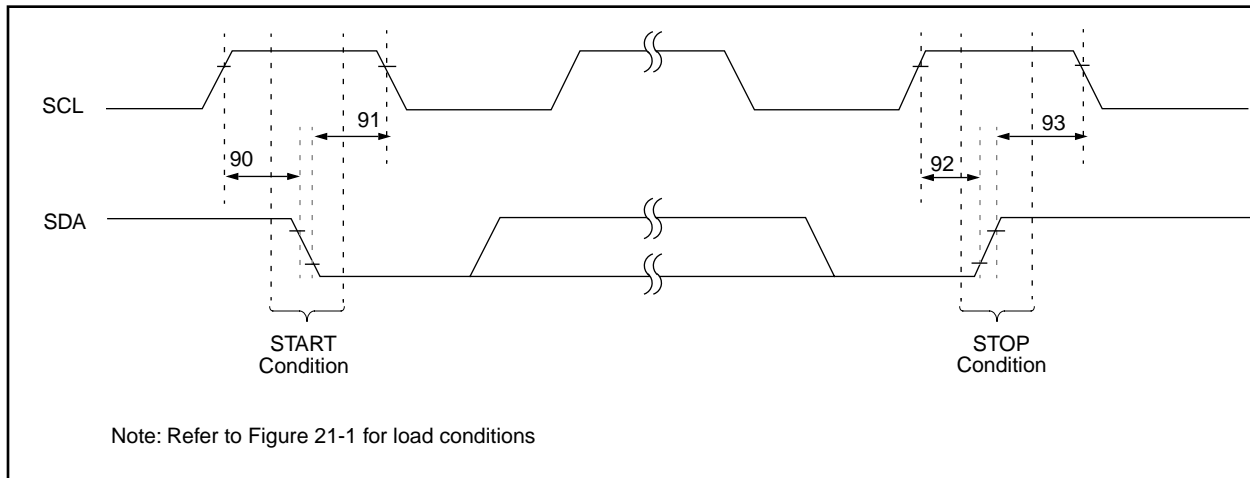 SCL
91
93
90
92
SDA
START
Condition
STOP
Condition
Note: Refer to Figure 21-1 for load conditions